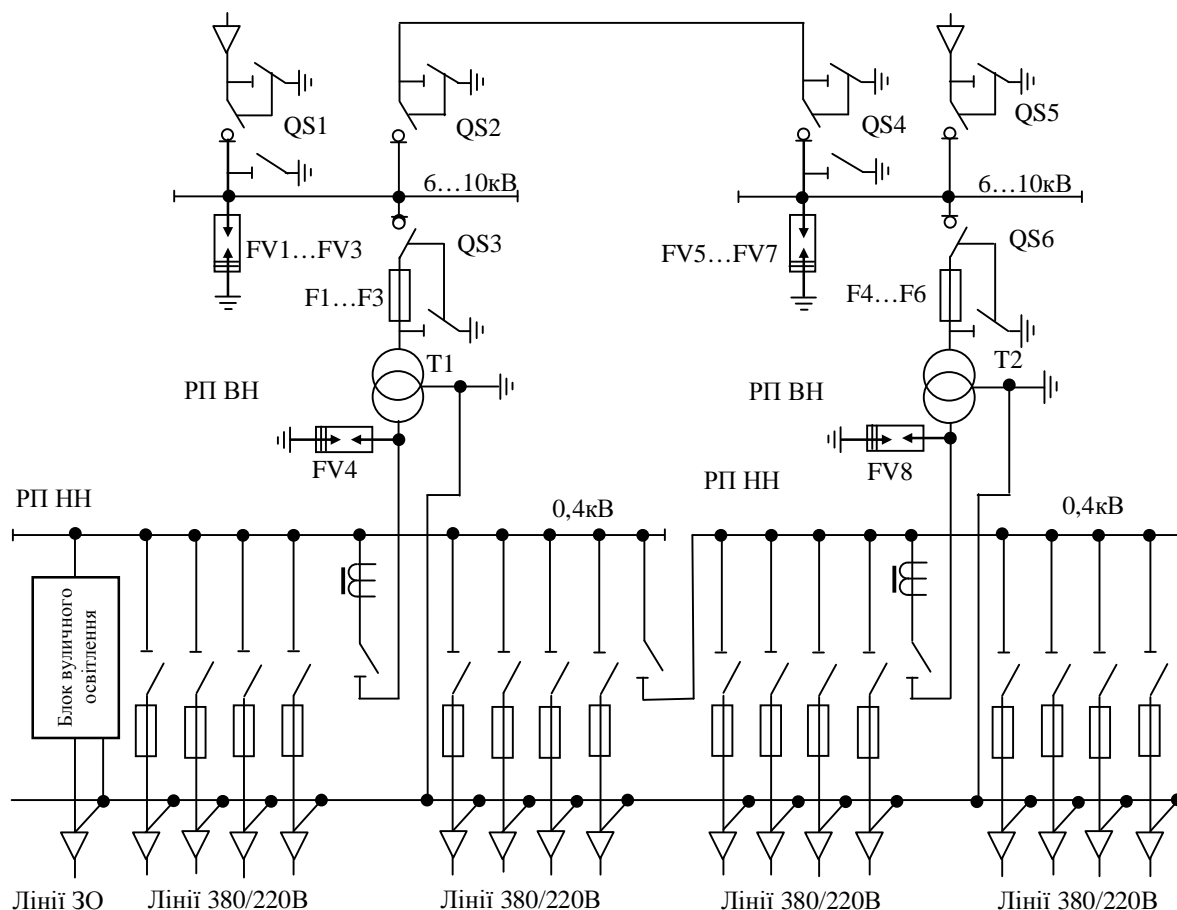 QS1
QS2
QS4
QS5
6…10кВ
6…10кВ
FV1…FV3
QS3
FV5…FV7
QS6
F1…F3
F4…F6
Т1
Т2
РП ВН
РП ВН
FV4
FV8
РП НН
РП НН
0,4кВ
0,4кВ
Блок вуличного
освітлення
Лінії ЗО
Лінії 380/220В
Лінії 380/220В
Лінії 380/220В
Лінії 380/220В